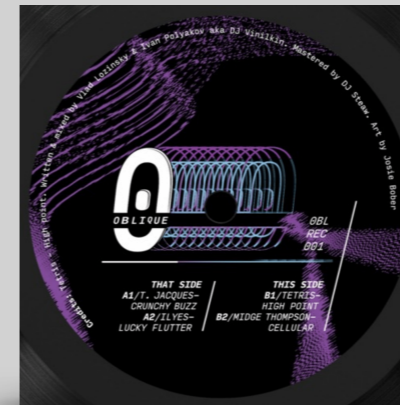 Credits: Tetris - High point. Written & mixed by Vlad Lozinsky & Ivan Polyakov aka DJ Vinilkin. Mastered by DJ Steaw. Art by Josie Bober
OBLIQUE
OBL
REC
001
THAT SIDE
A1/T. JACQUES-
CRUNCHY BUZZ
A2/ILYES-
LUCKY FLUTTER
THIS SIDE
B1/TETRIS-
HIGH POINT
B2/MIDGE THOMPSON-
CELLULAR